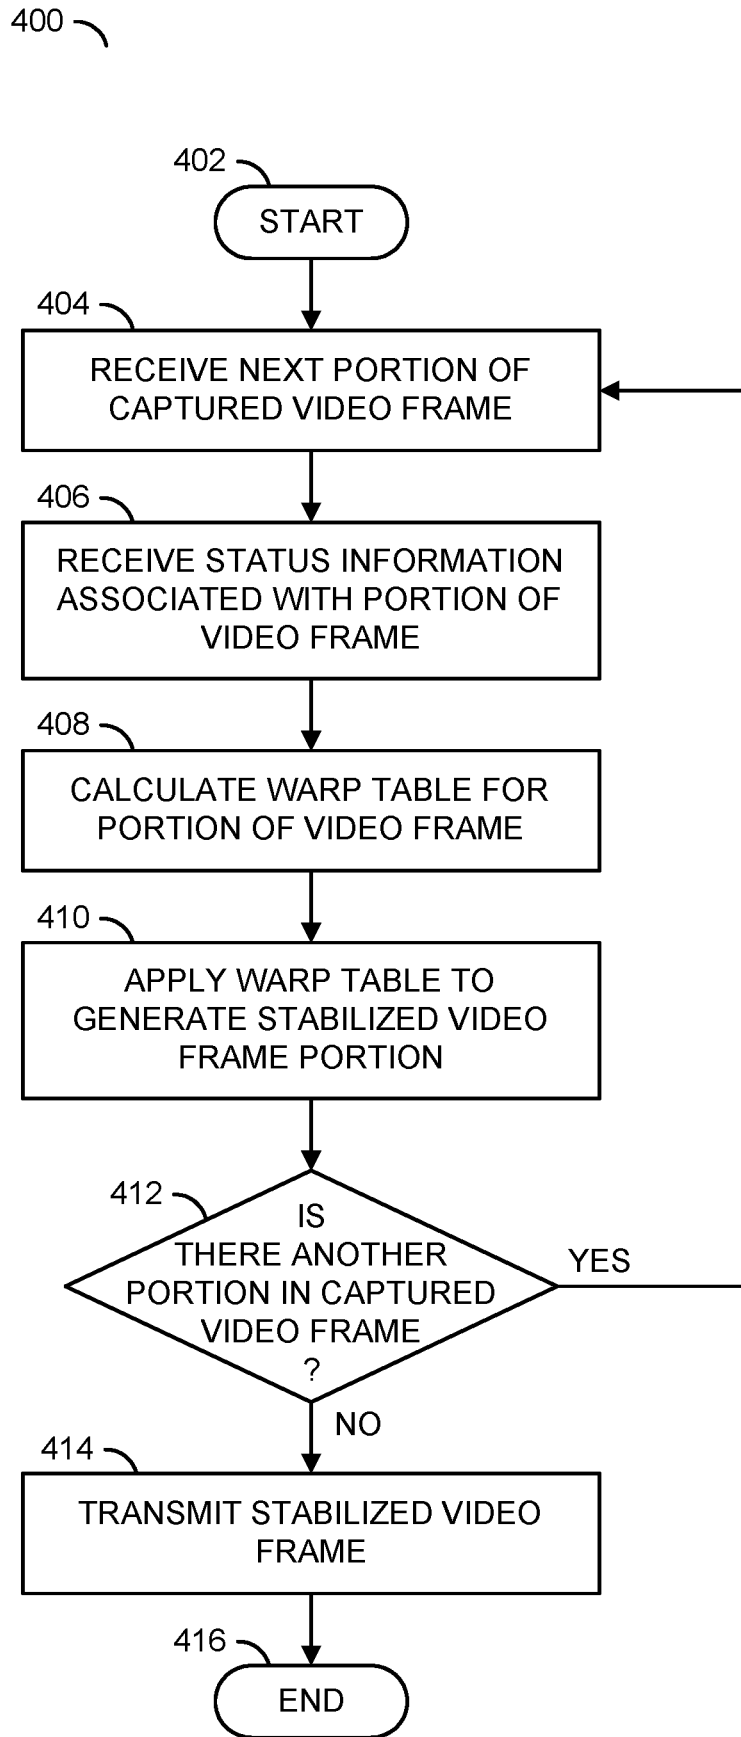 400
402
START
404
RECEIVE NEXT PORTION OF
CAPTURED VIDEO FRAME
406
RECEIVE STATUS INFORMATION
ASSOCIATED WITH PORTION OF
VIDEO FRAME
408
CALCULATE WARP TABLE FOR
PORTION OF VIDEO FRAME
410
APPLY WARP TABLE TO
GENERATE STABILIZED VIDEO
FRAME PORTION
412
IS
THERE ANOTHER
PORTION IN CAPTURED
VIDEO FRAME
?
YES
NO
414
TRANSMIT STABILIZED VIDEO
FRAME
416
END